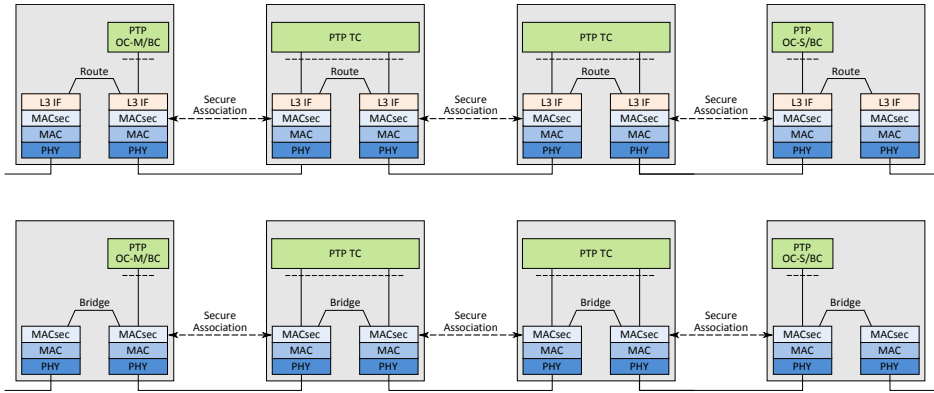 PTP
OC-M/BC
PTP TC
PTP TC
PTP
OC-S/BC
Route
Route
Route
Route
L3 IF
L3 IF
Secure
Association
L3 IF
L3 IF
Secure
Association
L3 IF
L3 IF
Secure
Association
L3 IF
L3 IF
MACsec
MACsec
MACsec
MACsec
MACsec
MACsec
MACsec
MACsec
MAC
MAC
MAC
MAC
MAC
MAC
MAC
MAC
PHY
PHY
PHY
PHY
PHY
PHY
PHY
PHY
PTP
OC-M/BC
PTP TC
PTP TC
PTP
OC-S/BC
Bridge
Bridge
Bridge
Bridge
Secure
Association
Secure
Association
Secure
Association
MACsec
MACsec
MACsec
MACsec
MACsec
MACsec
MACsec
MACsec
MAC
MAC
MAC
MAC
MAC
MAC
MAC
MAC
PHY
PHY
PHY
PHY
PHY
PHY
PHY
PHY